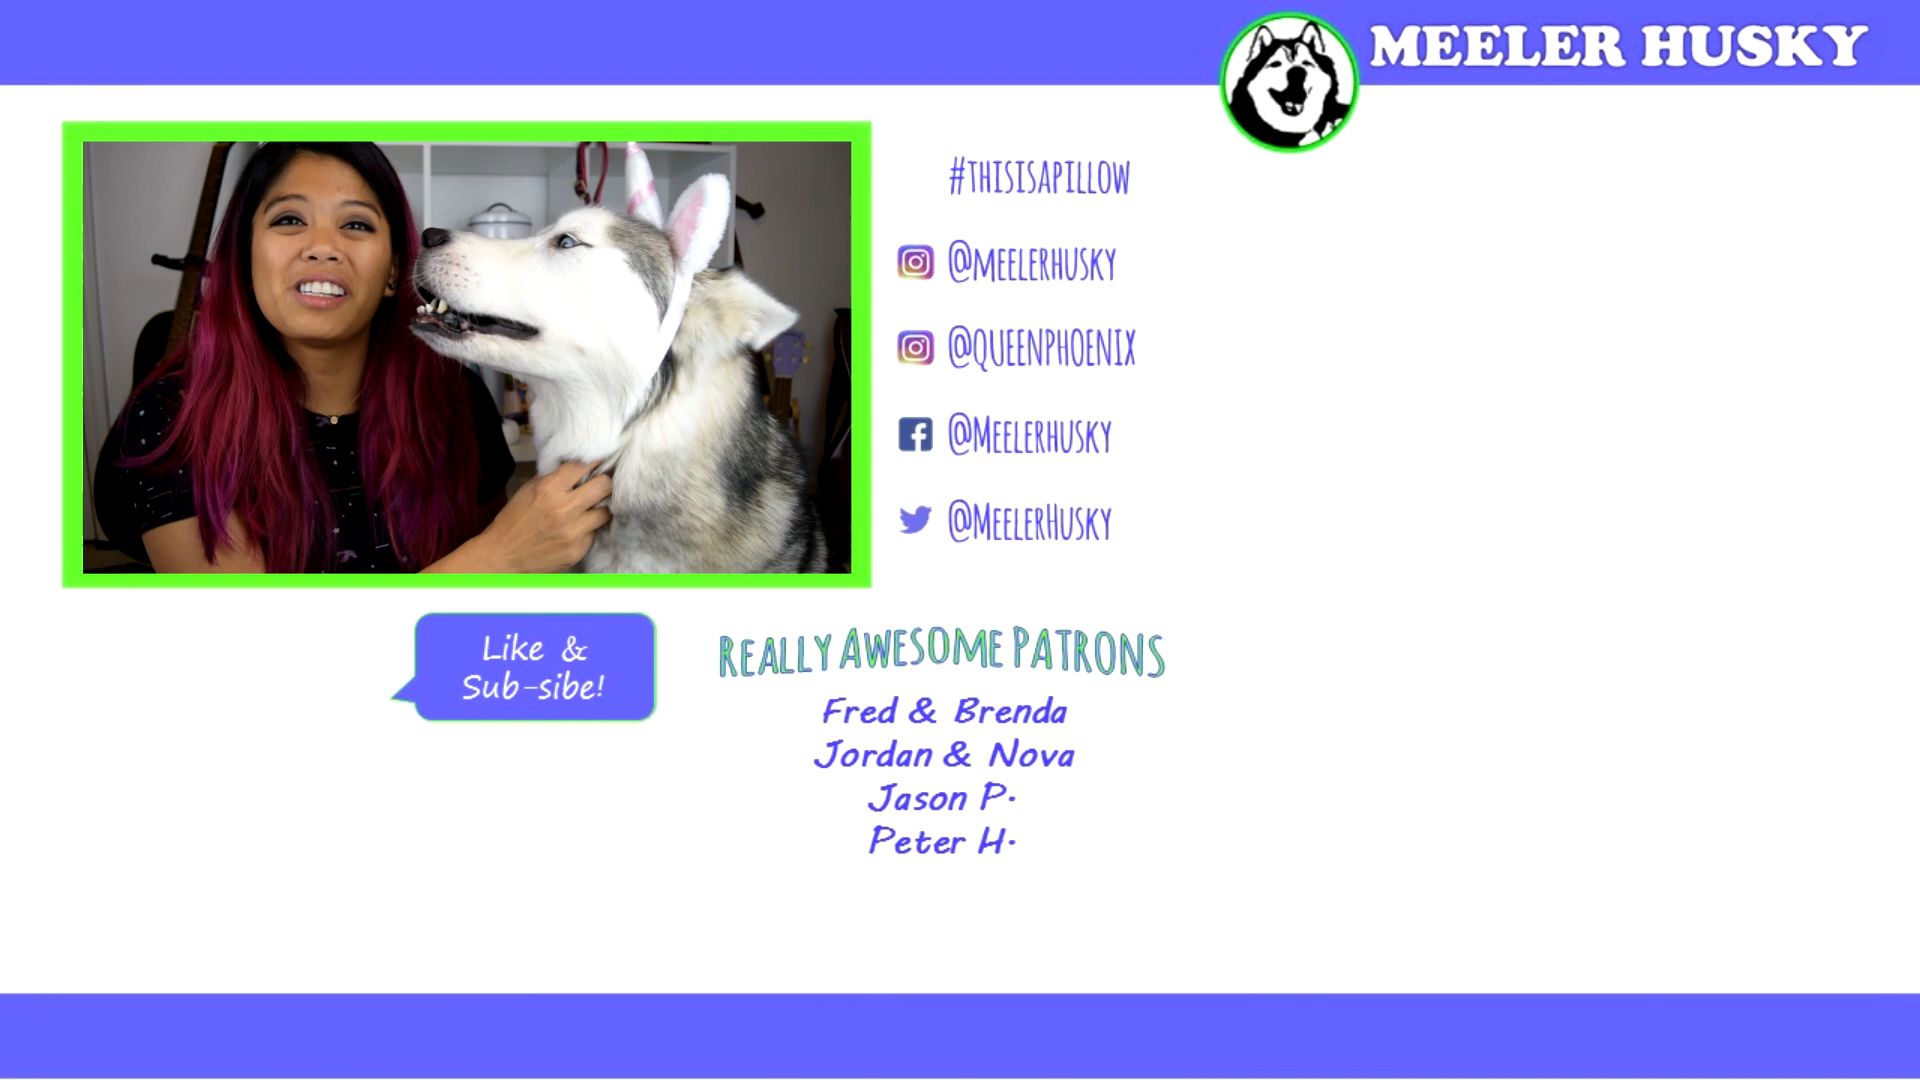 MEELER HUSKY
#THISISAPILLOW
@MEELERHUSKY
@QUEENPHOENIX
@MEELERHUSKY
@MEELERHUSKY
Like &
Sub-sibe!
REALLY AWESOME PATRONS
Fred & Brenda
Jordan & Nova
Jason P.
Peter H.